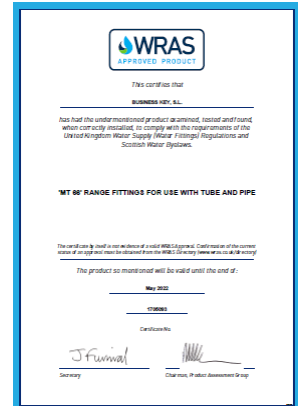 WRAS
APPROVED PRODUCT
This certifies that
BUSINESS KEY, S.L.
has had the undermentioned product examined, tested and found,
when correctly installed, to comply with the requirements of the
United Kingdom Water Supply (Water Fittings) Regulations and
Scottish Water Byelaws.
'MT 66' RANGE FITTINGS FOR USE WITH TUBE AND PIPE
The certificate by itself is not evidence of a valid WRAS Approval. Confirmation of the current
status of an approval must be obtained from the WRAS Directory (www.wras.co.uk/directory)
The product so mentioned will be valid until the end of:
May 2022
Certificate No.
Secretary
Chairman, Product Assessment Group